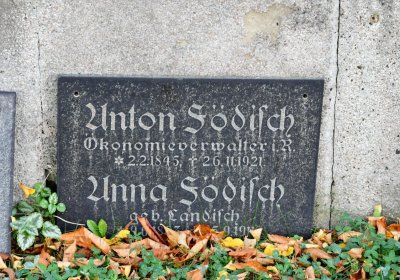 Anton Södisch
Ökonomieverwalter i.R.
* 2.2.1845, † 26.11.1921
Anna Södisch
geb. Landisch